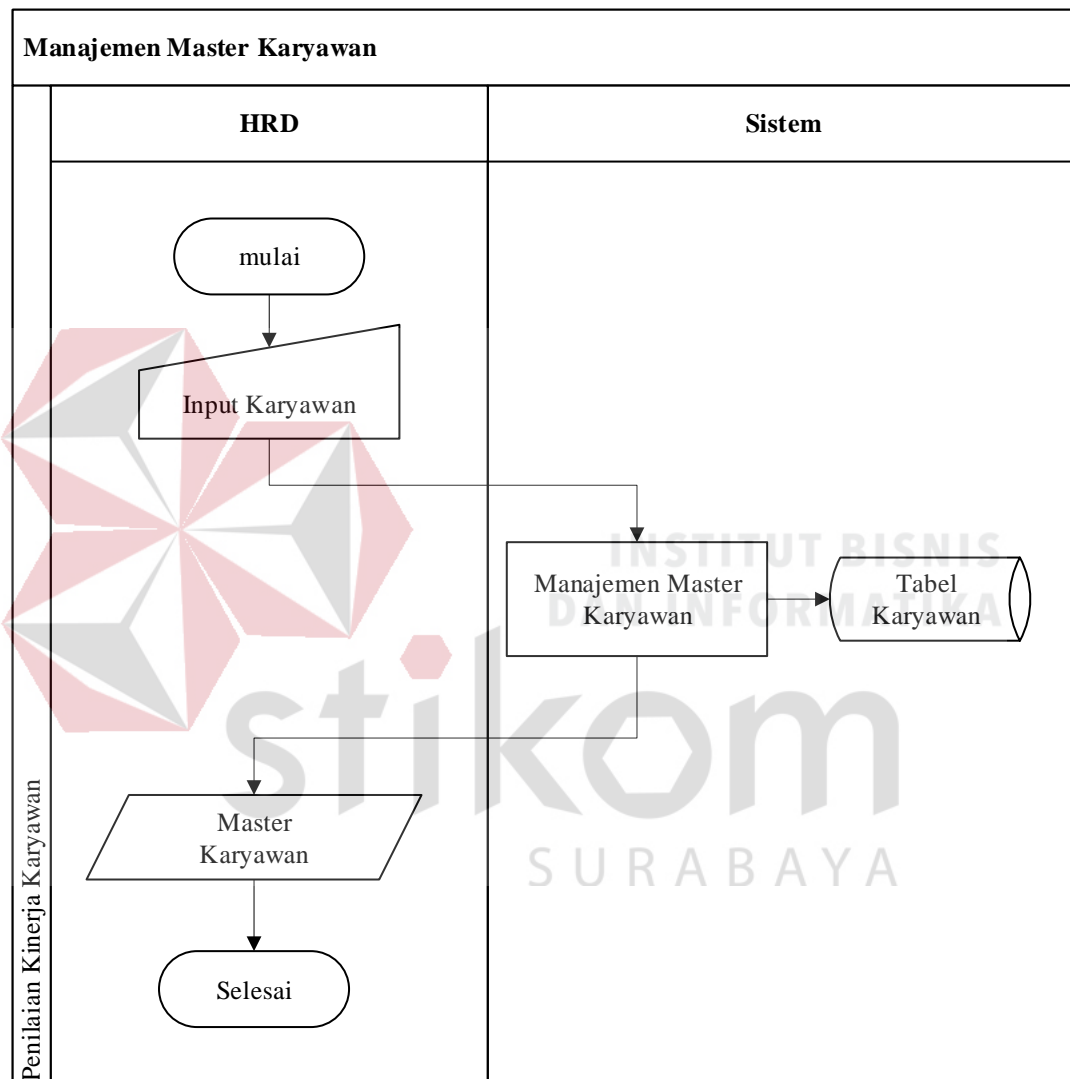 Manajemen Master Karyawan
HRD
Sistem
mulai
Input Karyawan
INSTITUT BISNIS
DAN INFORMATIKA
Manajemen Master
Karyawan
Tabel
Karyawan
stikom
SURABAYA
Master
Karyawan
Selesai
Penilaian Kinerja Karyawan